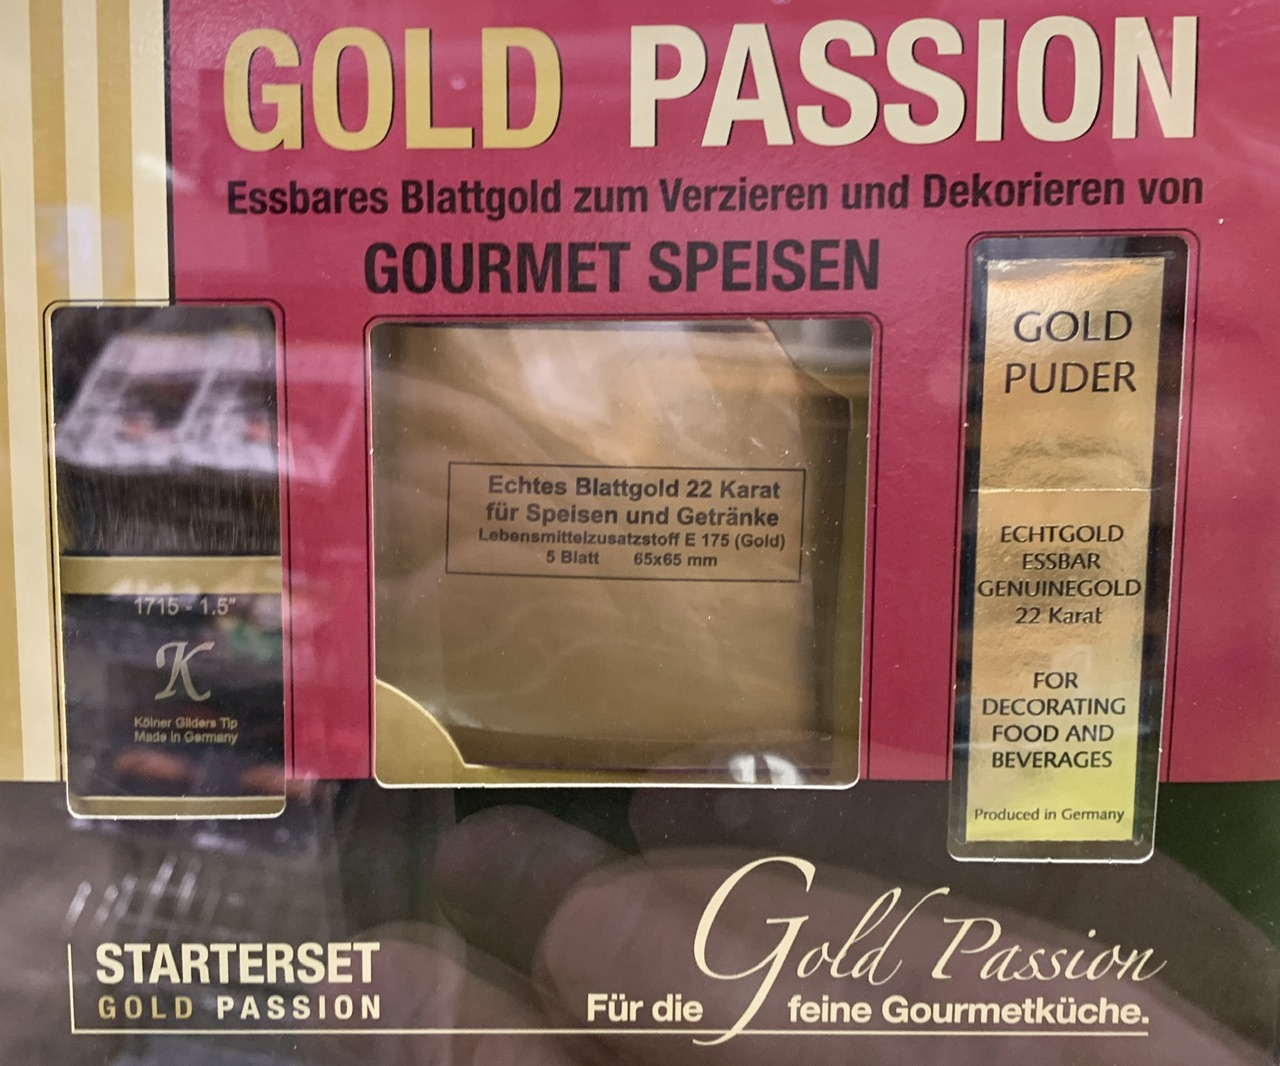 GOLD PASSION
Essbares Blattgold zum Verzieren und Dekorieren von
GOURMET SPEISEN
1715 - 1.5"
K
Kölner Gilders Tip
Made in Germany
Echtes Blattgold 22 Karat
für Speisen und Getränke
Lebensmittelzusatzstoff E 175 (Gold)
5 Blatt 65x65 mm
GOLD
PUDER
ECHTGOLD
ESSBAR
GENUINEGOLD
22 Karat
FOR
DECORATING
FOOD AND
BEVERAGES
Produced in Germany
STARTERSET
GOLD PASSION
Gold Passion
Für die feine Gourmetküche.